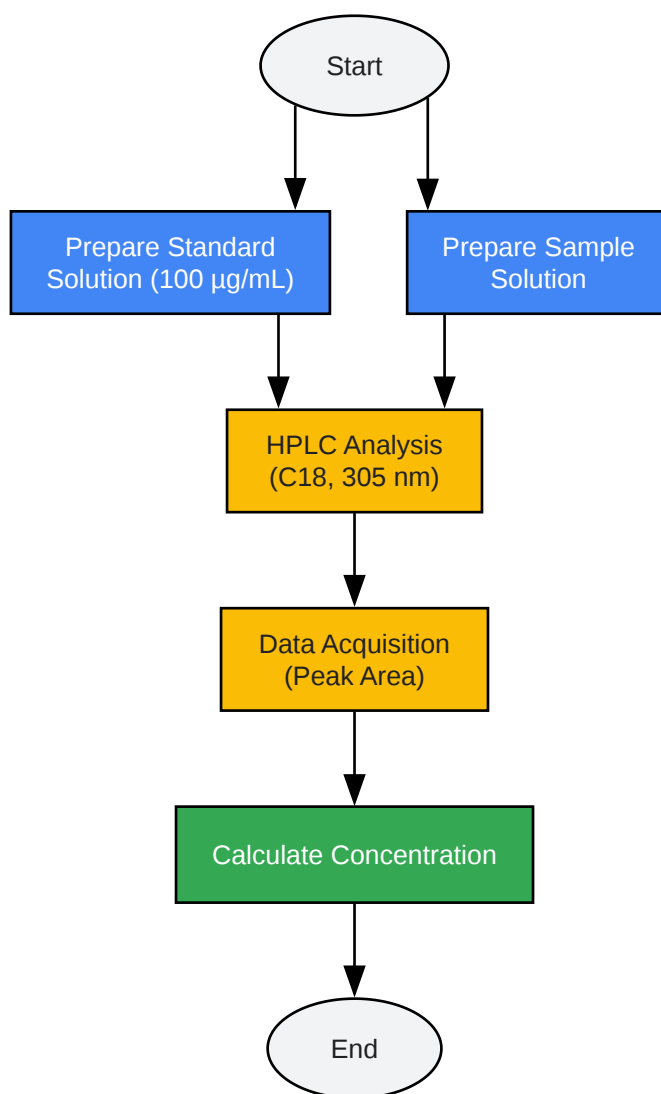 Start
Prepare Standard
Solution (100 µg/mL)
Prepare Sample
Solution
HPLC Analysis
(C18, 305 nm)
Data Acquisition
(Peak Area)
Calculate Concentration
End